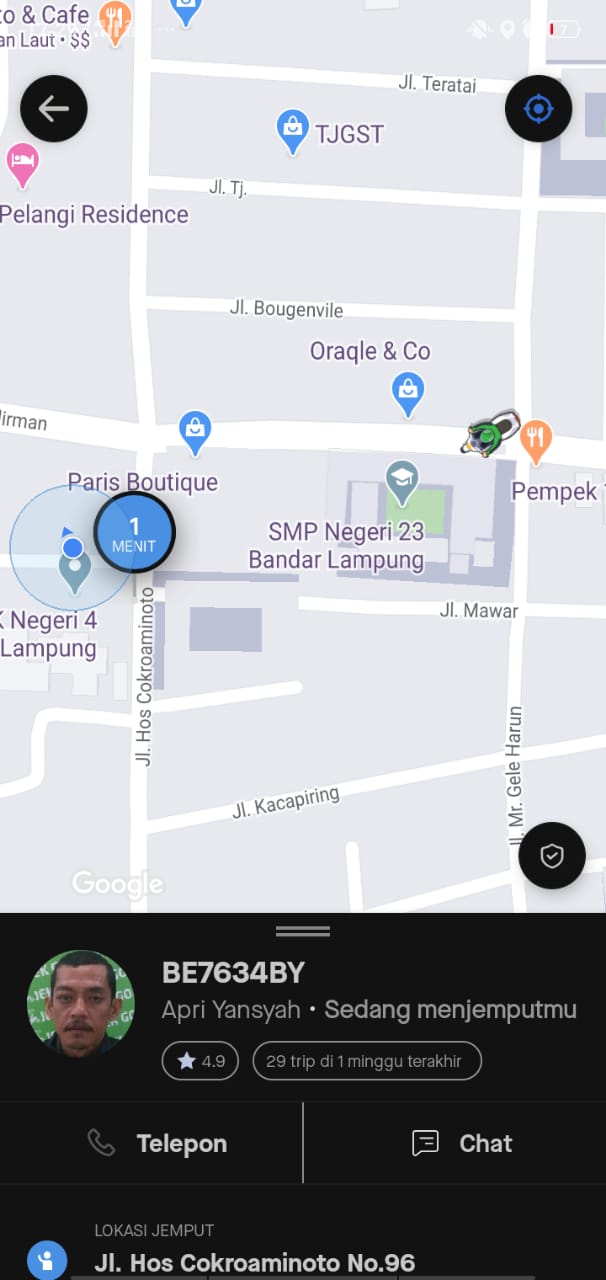 o & Cafe
an Laut • $$
7
Jl. Teratai
TJGST
Jl. Tj.
Pelangi Residence
Jl. Bougenvile
Oraqle & Co
irman
Paris Boutique
Pempek
1
MENIT
SMP Negeri 23
Bandar Lampung
K Negeri 4
Lampung
Jl. Mawar
Jl. Hos Cokroaminoto
Jl. Mr. Gele Harun
Jl. Kacapiring
Google
BE7634BY
Apri Yansyah • Sedang menjemputmu
4.9
29 trip di 1 minggu terakhir
Telepon
Chat
LOKASI JEMPUT
Jl. Hos Cokroaminoto No.96